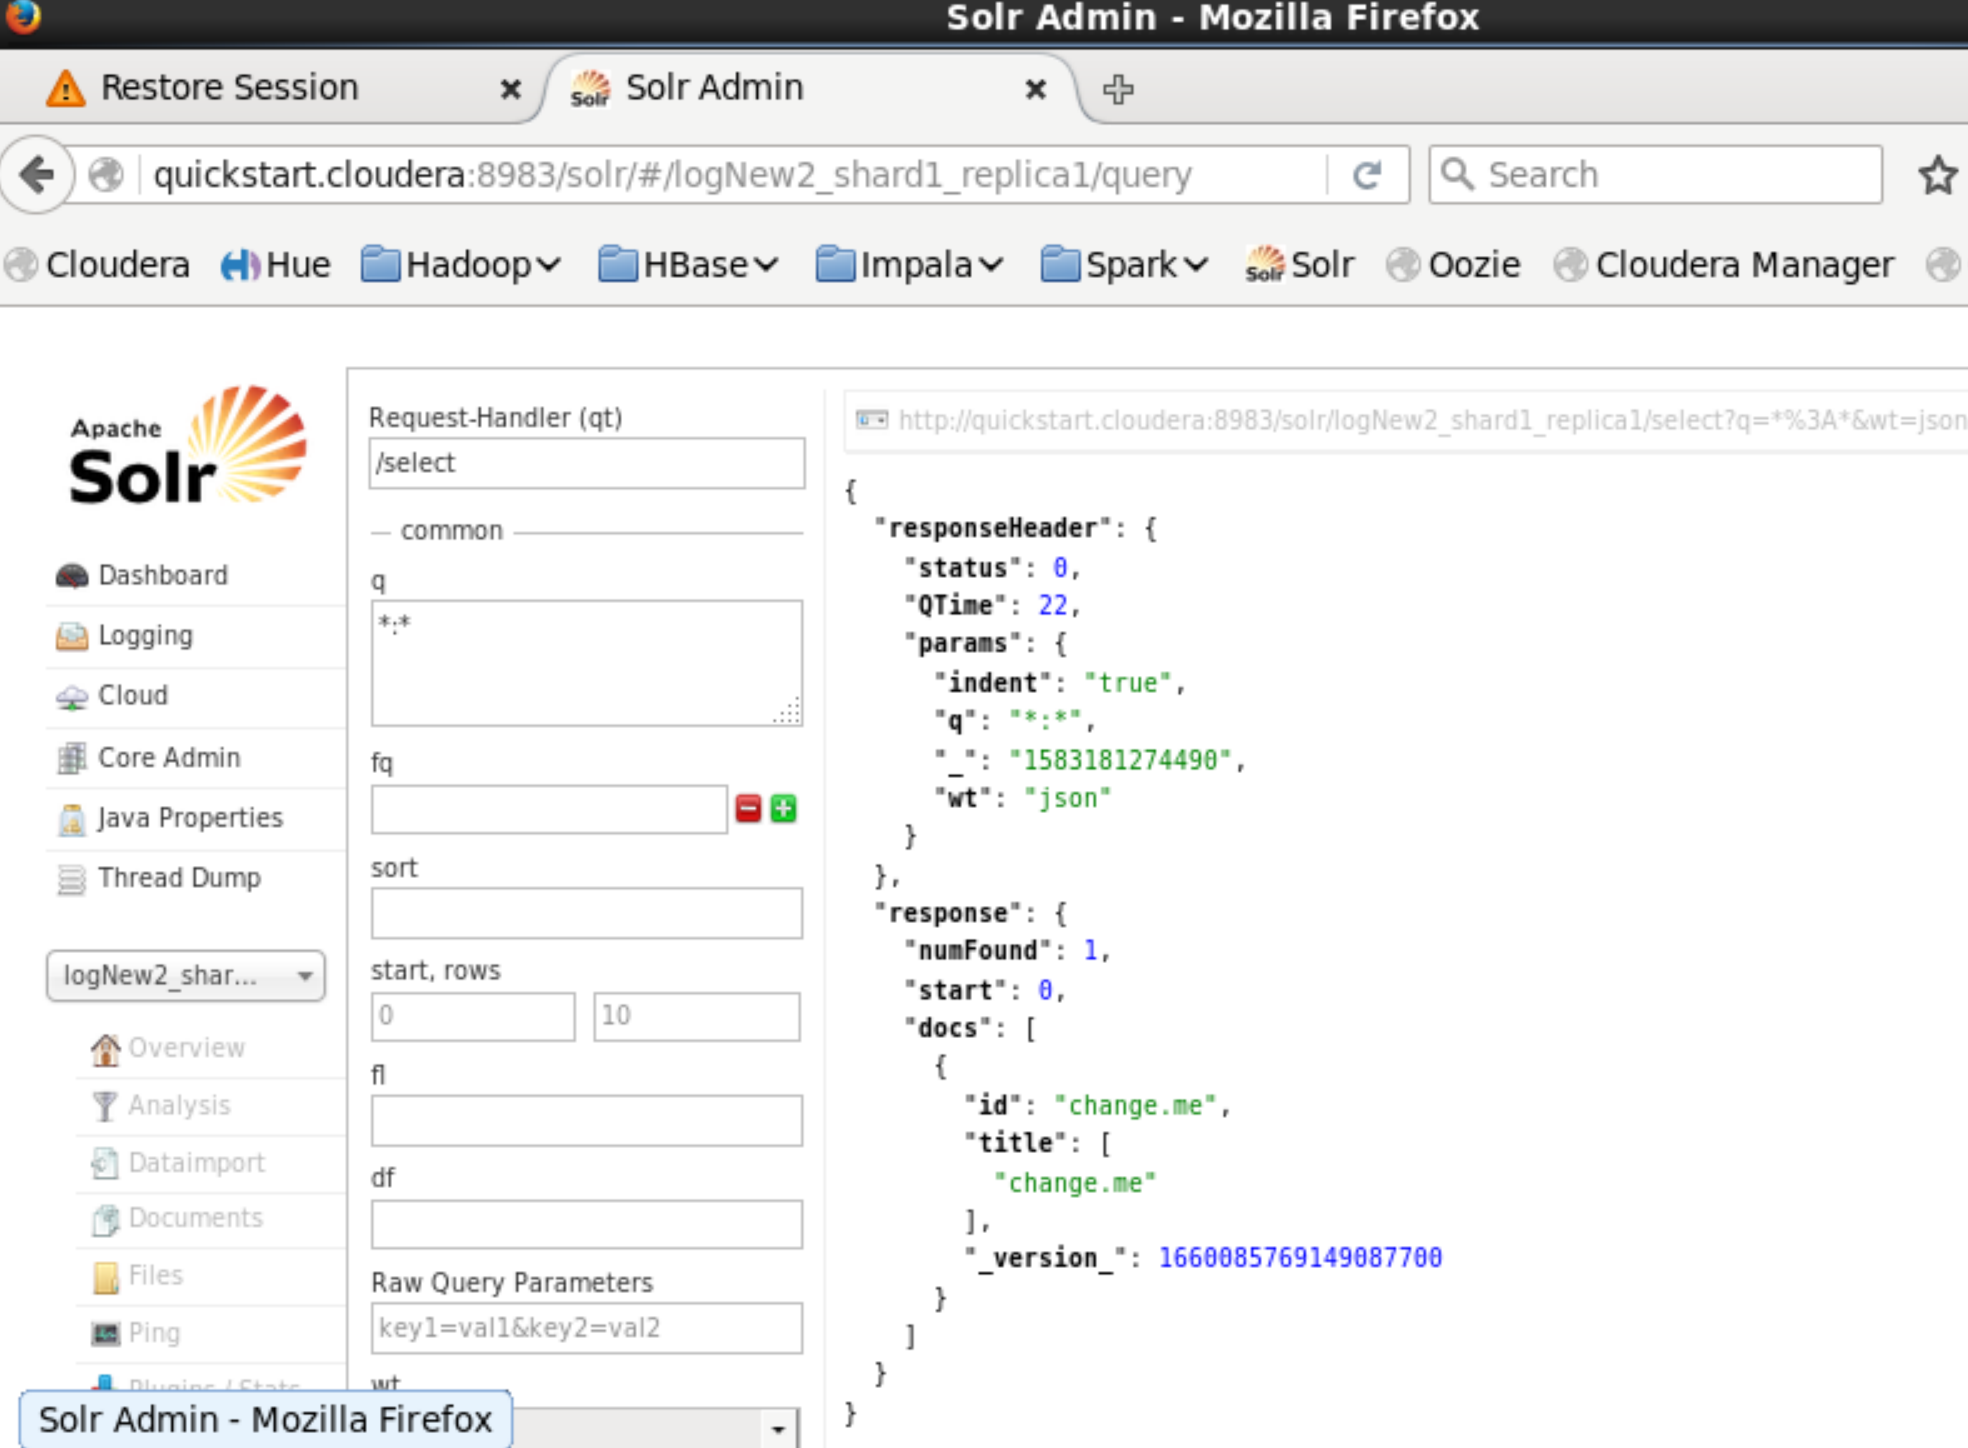 Solr Admin - Mozilla Firefox
Restore Session
Solr Solr Admin
quickstart.cloudera:8983/solr/#/logNew2_shard1_replica1/query
Search
Cloudera Hue Hadoop HBase Impala Spark Solr Solr Oozie Cloudera Manager
Apache
Solr
Dashboard
Logging
Cloud
Core Admin
Java Properties
Thread Dump
logNew2_shar...
Overview
Analysis
Dataimport
Documents
Files
Ping
Plugins / Stats
Request-Handler (qt)
/select
common
q
*:*
fq
sort
start, rows
0 10
fl
df
Raw Query Parameters
key1=val1&key2=val2
wt
http://quickstart.cloudera:8983/solr/logNew2_shard1_replica1/select?q=*%3A*&wt=json
{
"responseHeader": {
"status": 0,
"QTime": 22,
"params": {
"indent": "true",
"q": "*:*",
"_": "1583181274490",
"wt": "json"
}
},
"response": {
"numFound": 1,
"start": 0,
"docs": [
{
"id": "change.me",
"title": [
"change.me"
],
"_version_": 1660085769149087700
}
]
}
}
Solr Admin - Mozilla Firefox